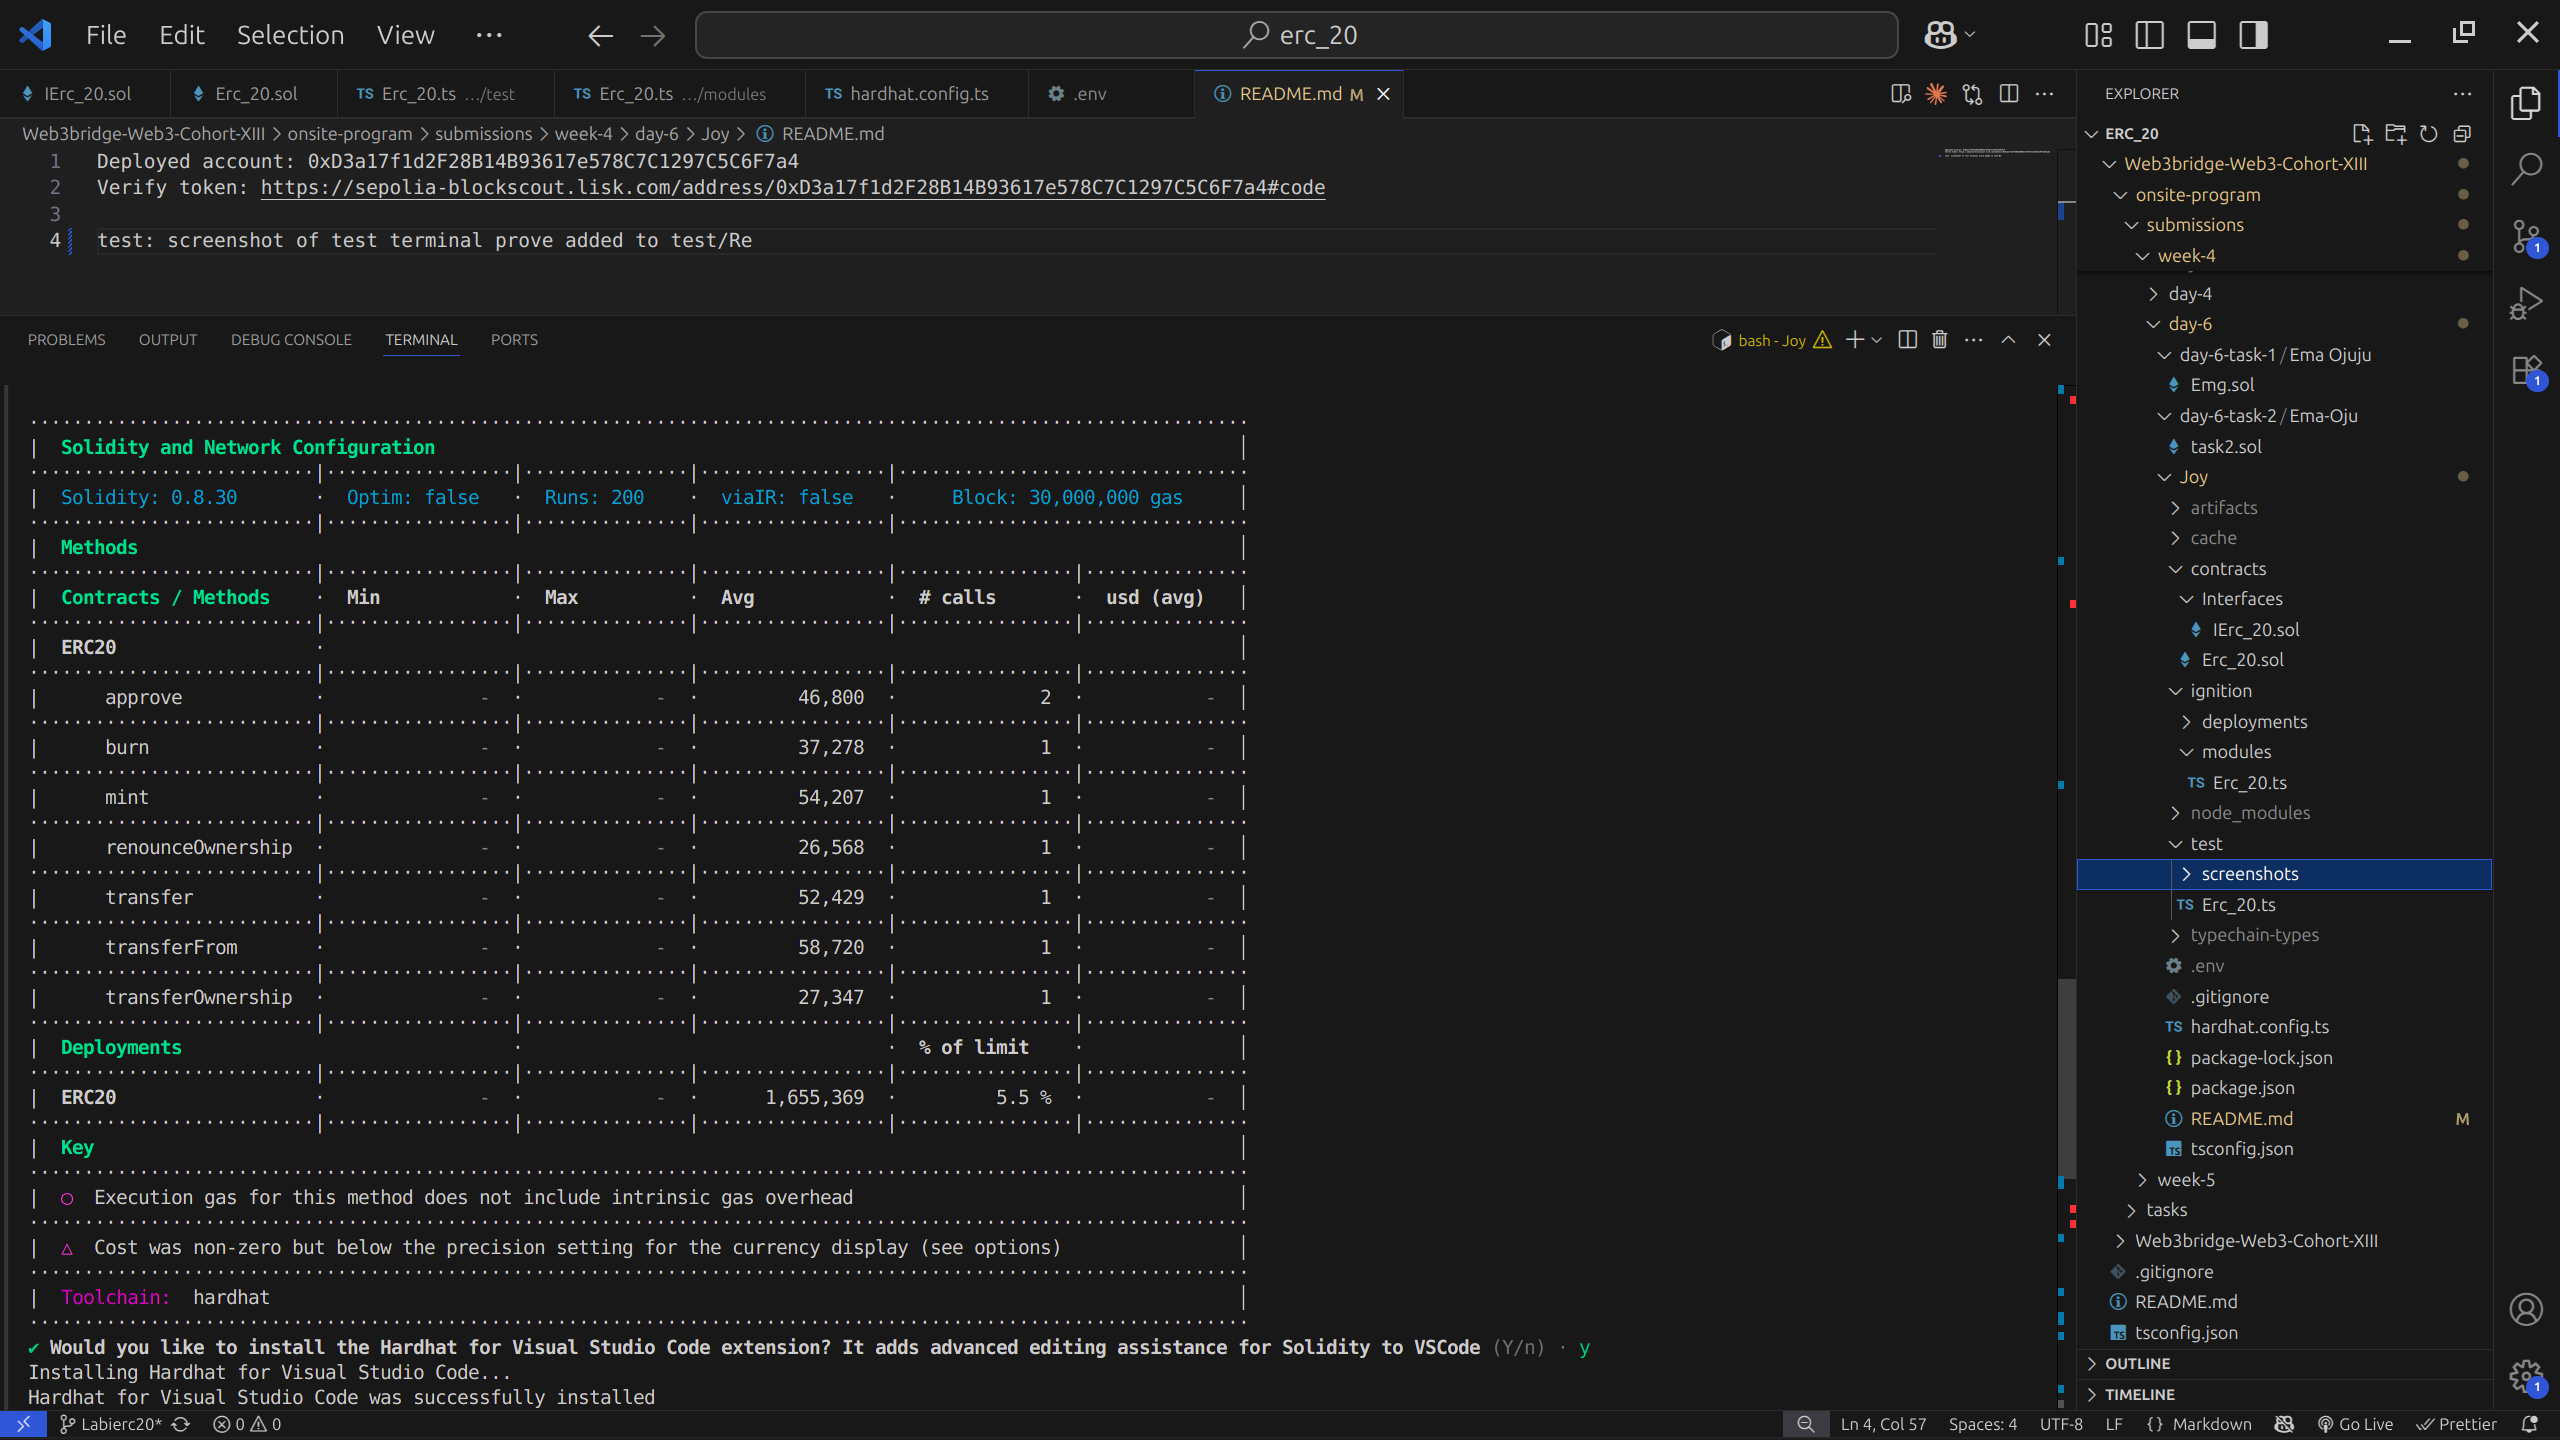 File Edit Selection View ··· erc_20
IErc_20.sol Erc_20.sol TS Erc_20.ts .../test TS Erc_20.ts .../modules TS hardhat.config.ts .env README.md M
Web3bridge-Web3-Cohort-XIII > onsite-program > submissions > week-4 > day-6 > Joy > README.md
1 Deployed account: 0xD3a17f1d2F28B14B93617e578C7C1297C5C6F7a4
2 Verify token: https://sepolia-blockscout.lisk.com/address/0xD3a17f1d2F28B14B93617e578C7C1297C5C6F7a4#code
3
4 test: screenshot of test terminal prove added to test/Re
PROBLEMS OUTPUT DEBUG CONSOLE TERMINAL PORTS
bash - Joy
Solidity and Network Configuration
Solidity: 0.8.30 · Optim: false · Runs: 200 · viaIR: false · Block: 30,000,000 gas
Methods
Contracts / Methods · Min · Max · Avg · # calls · usd (avg)
ERC20 ·
approve · - · - · 46,800 · 2 · -
burn · - · - · 37,278 · 1 · -
mint · - · - · 54,207 · 1 · -
renounceOwnership · - · - · 26,568 · 1 · -
transfer · - · - · 52,429 · 1 · -
transferFrom · - · - · 58,720 · 1 · -
transferOwnership · - · - · 27,347 · 1 · -
Deployments · · % of limit ·
ERC20 · - · - · 1,655,369 · 5.5 % · -
Key
○ Execution gas for this method does not include intrinsic gas overhead
△ Cost was non-zero but below the precision setting for the currency display (see options)
Toolchain: hardhat
✔ Would you like to install the Hardhat for Visual Studio Code extension? It adds advanced editing assistance for Solidity to VSCode (Y/n) · y
Installing Hardhat for Visual Studio Code...
Hardhat for Visual Studio Code was successfully installed
EXPLORER
ERC_20
Web3bridge-Web3-Cohort-XIII
onsite-program
submissions
week-4
day-4
day-6
day-6-task-1 / Ema Ojuju
Emg.sol
day-6-task-2 / Ema-Oju
task2.sol
Joy
artifacts
cache
contracts
Interfaces
IErc_20.sol
Erc_20.sol
ignition
deployments
modules
TS Erc_20.ts
node_modules
test
screenshots
TS Erc_20.ts
typechain-types
.env
.gitignore
TS hardhat.config.ts
{} package-lock.json
{} package.json
README.md M
TS tsconfig.json
week-5
tasks
Web3bridge-Web3-Cohort-XIII
.gitignore
README.md
TS tsconfig.json
OUTLINE
TIMELINE
1
1
1
Labierc20* 0 0 Ln 4, Col 57 Spaces: 4 UTF-8 LF {} Markdown Go Live Prettier